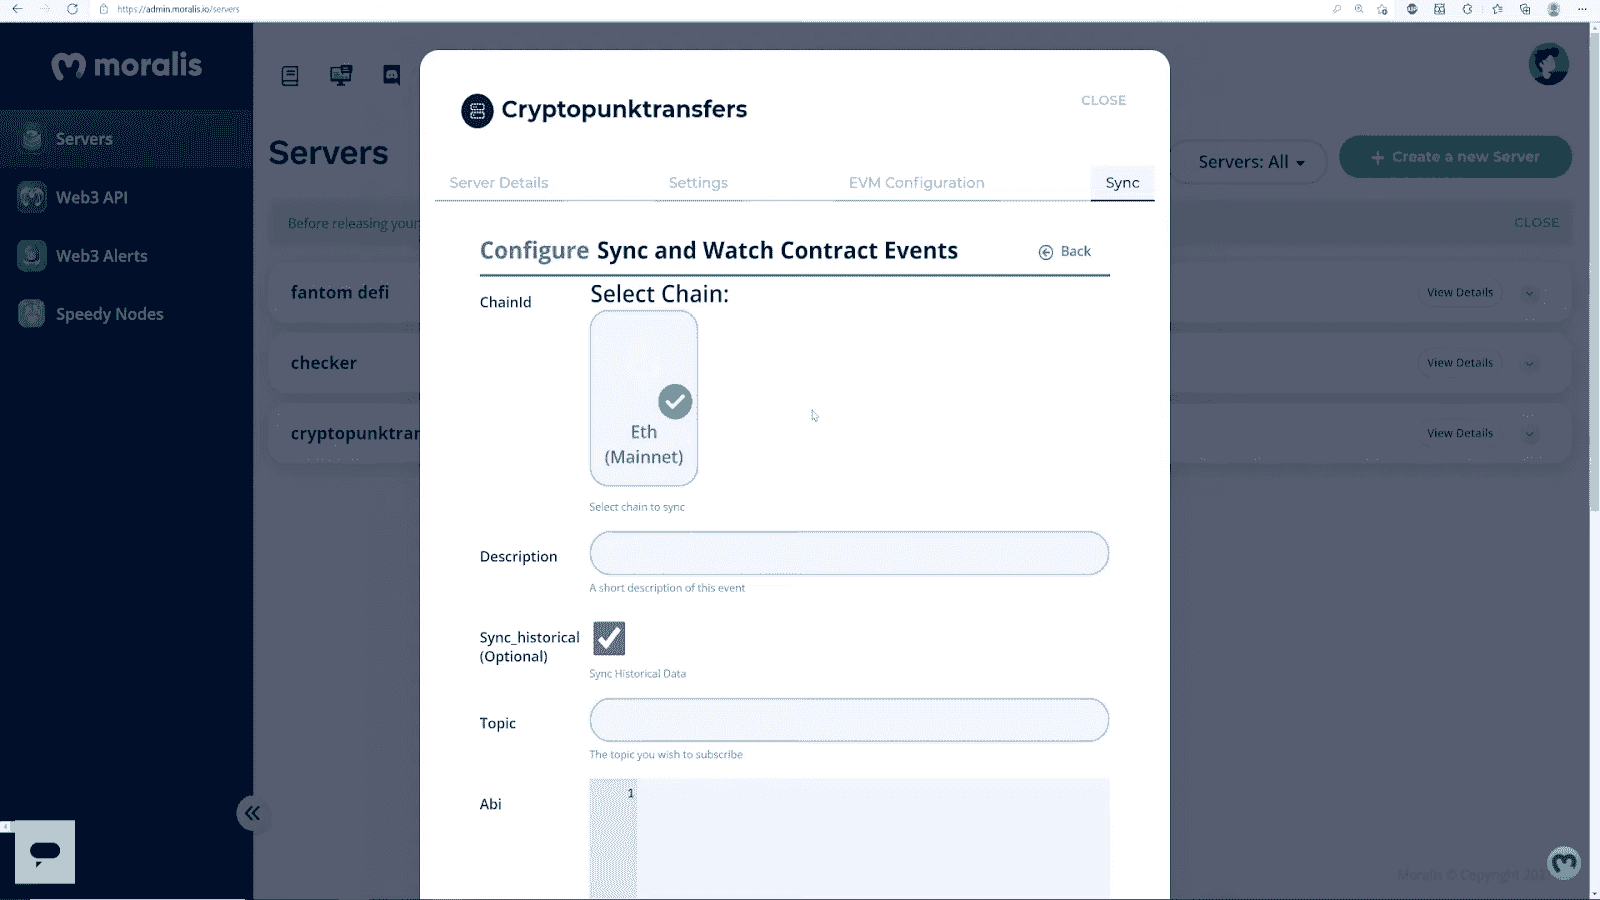 https://admin.moralis.io/servers
moralis
Servers
Web3 API
Web3 Alerts
Speedy Nodes
Servers
Servers: All
+ Create a new Server
Before releasing your
CLOSE
fantom defi
View Details
checker
View Details
cryptopunktran
View Details
Cryptopunktransfers
CLOSE
Server Details
Settings
EVM Configuration
Sync
Configure Sync and Watch Contract Events
Back
ChainId
Select Chain:
Eth
(Mainnet)
Select chain to sync
Description
A short description of this event
Sync_historical
(Optional)
Sync Historical Data
Topic
The topic you wish to subscribe
Abi
1
Moralis © Copyright